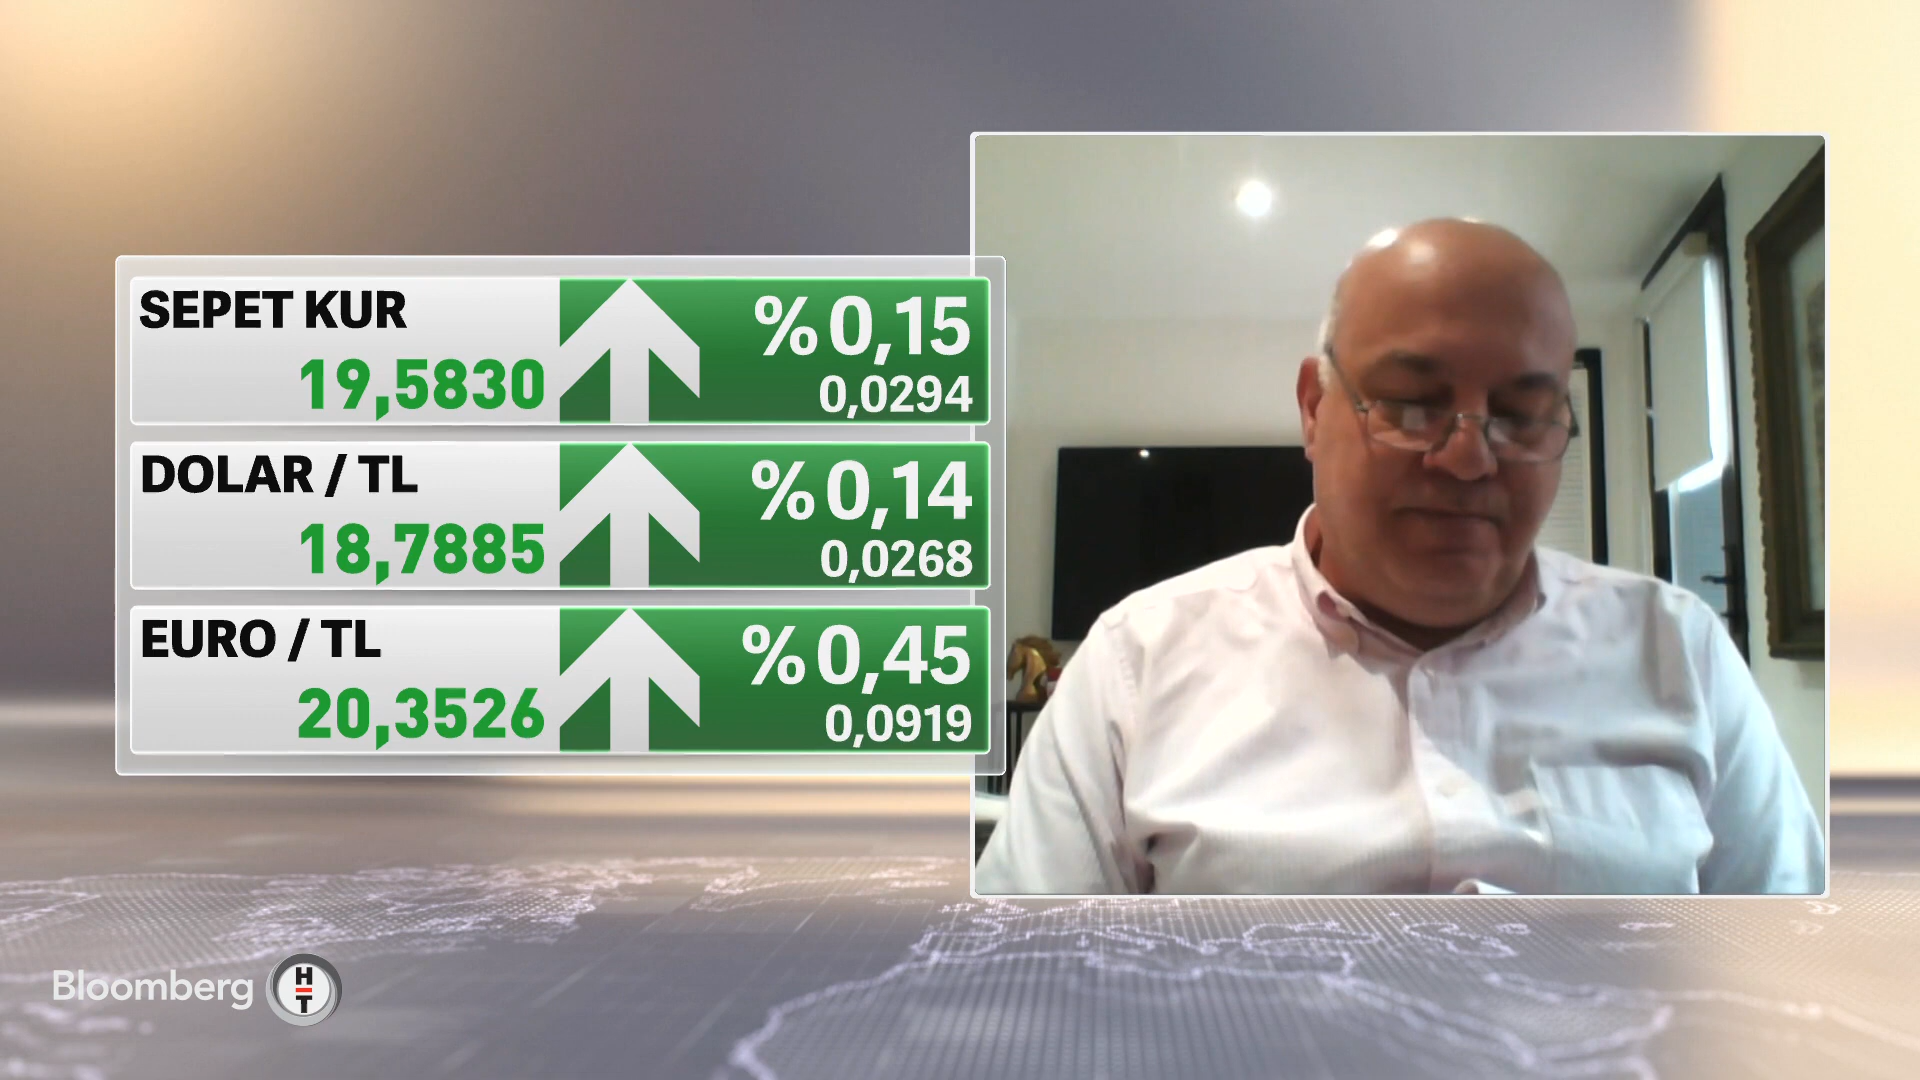 SEPET KUR
19,5830
%0,15
0,0294
DOLAR / TL
18,7885
%0,14
0,0268
EURO / TL
20,3526
%0,45
0,0919
Bloomberg HT